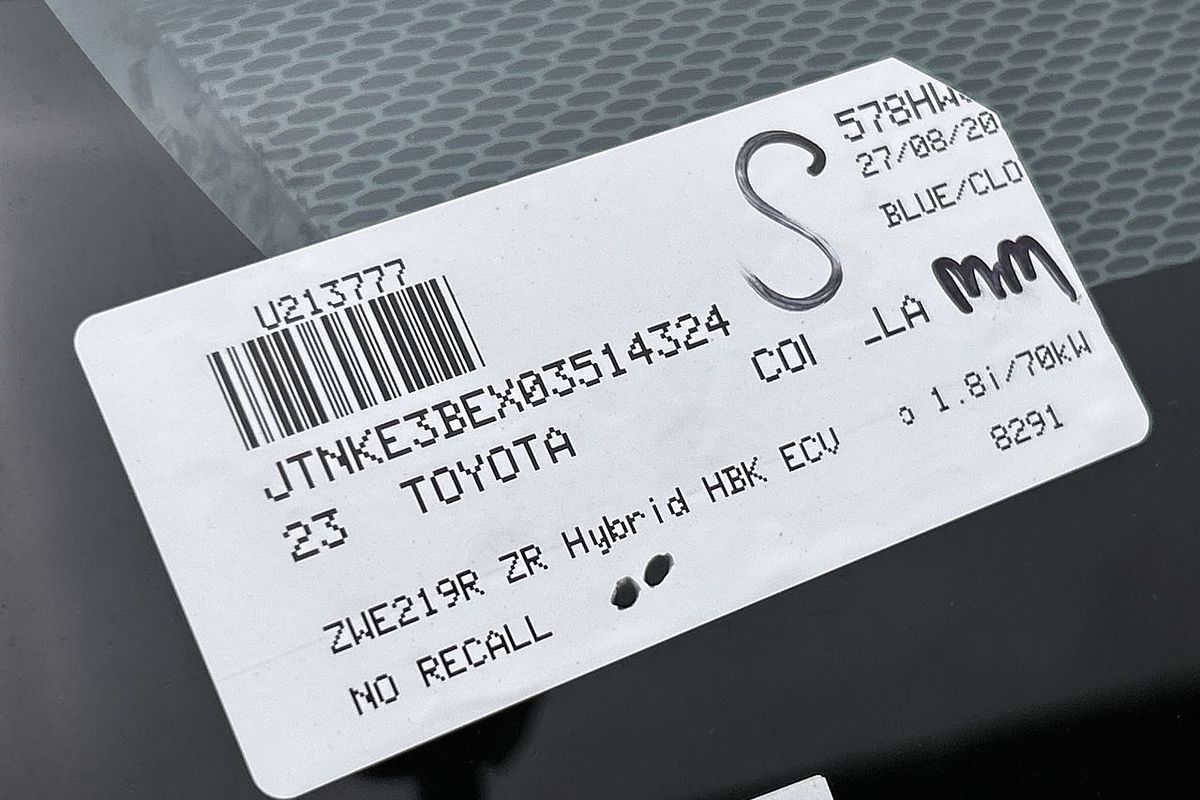 578HW
27/08/20
BLUE/CLO
S
mm
U213777
JTNKE3BEX03514324
COI _LA
23 TOYOTA
1.8i/70kW
ZWE219R ZR Hybrid HBK ECV
8291
NO RECALL